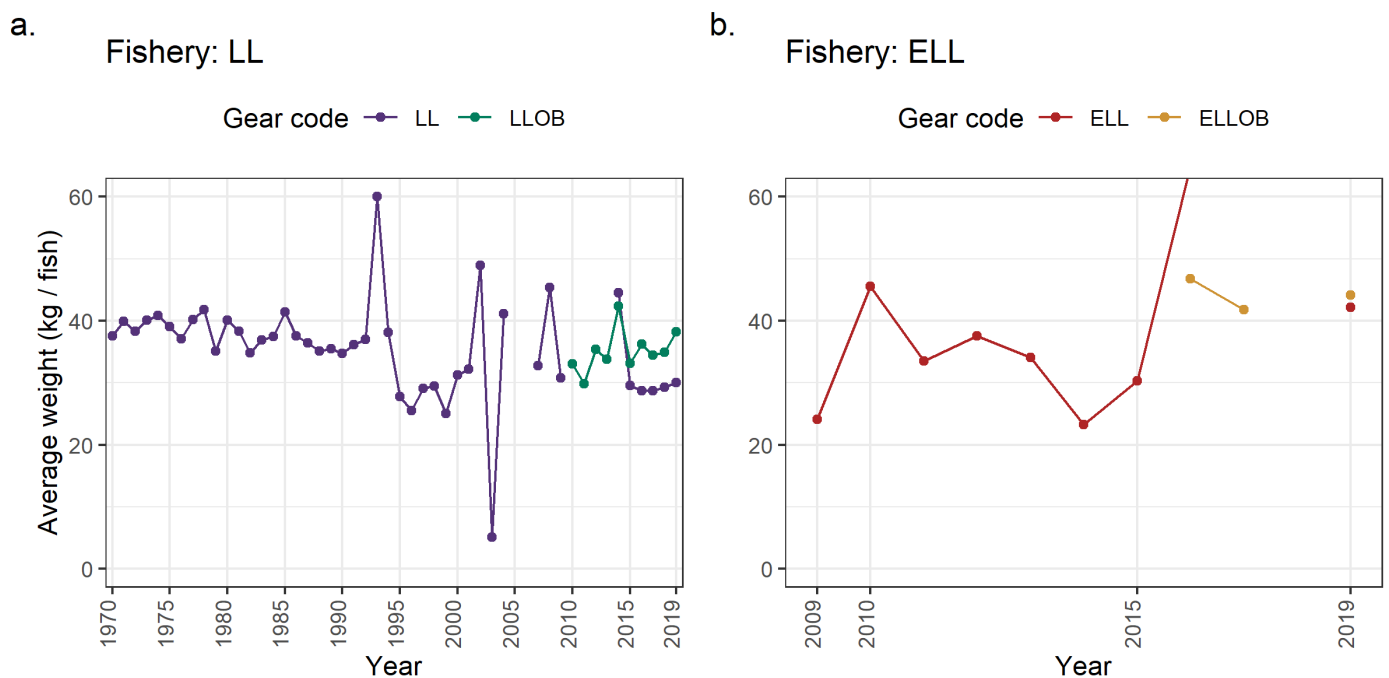 a.
Fishery: LL
Gear code LL LLOB
Average weight (kg / fish)
60
40
20
0
1970 1975 1980 1985 1990 1995 2000 2005 2010 2015 2019
Year
b.
Fishery: ELL
Gear code ELL ELLOB
60
40
20
0
2009 2010 2015 2019
Year